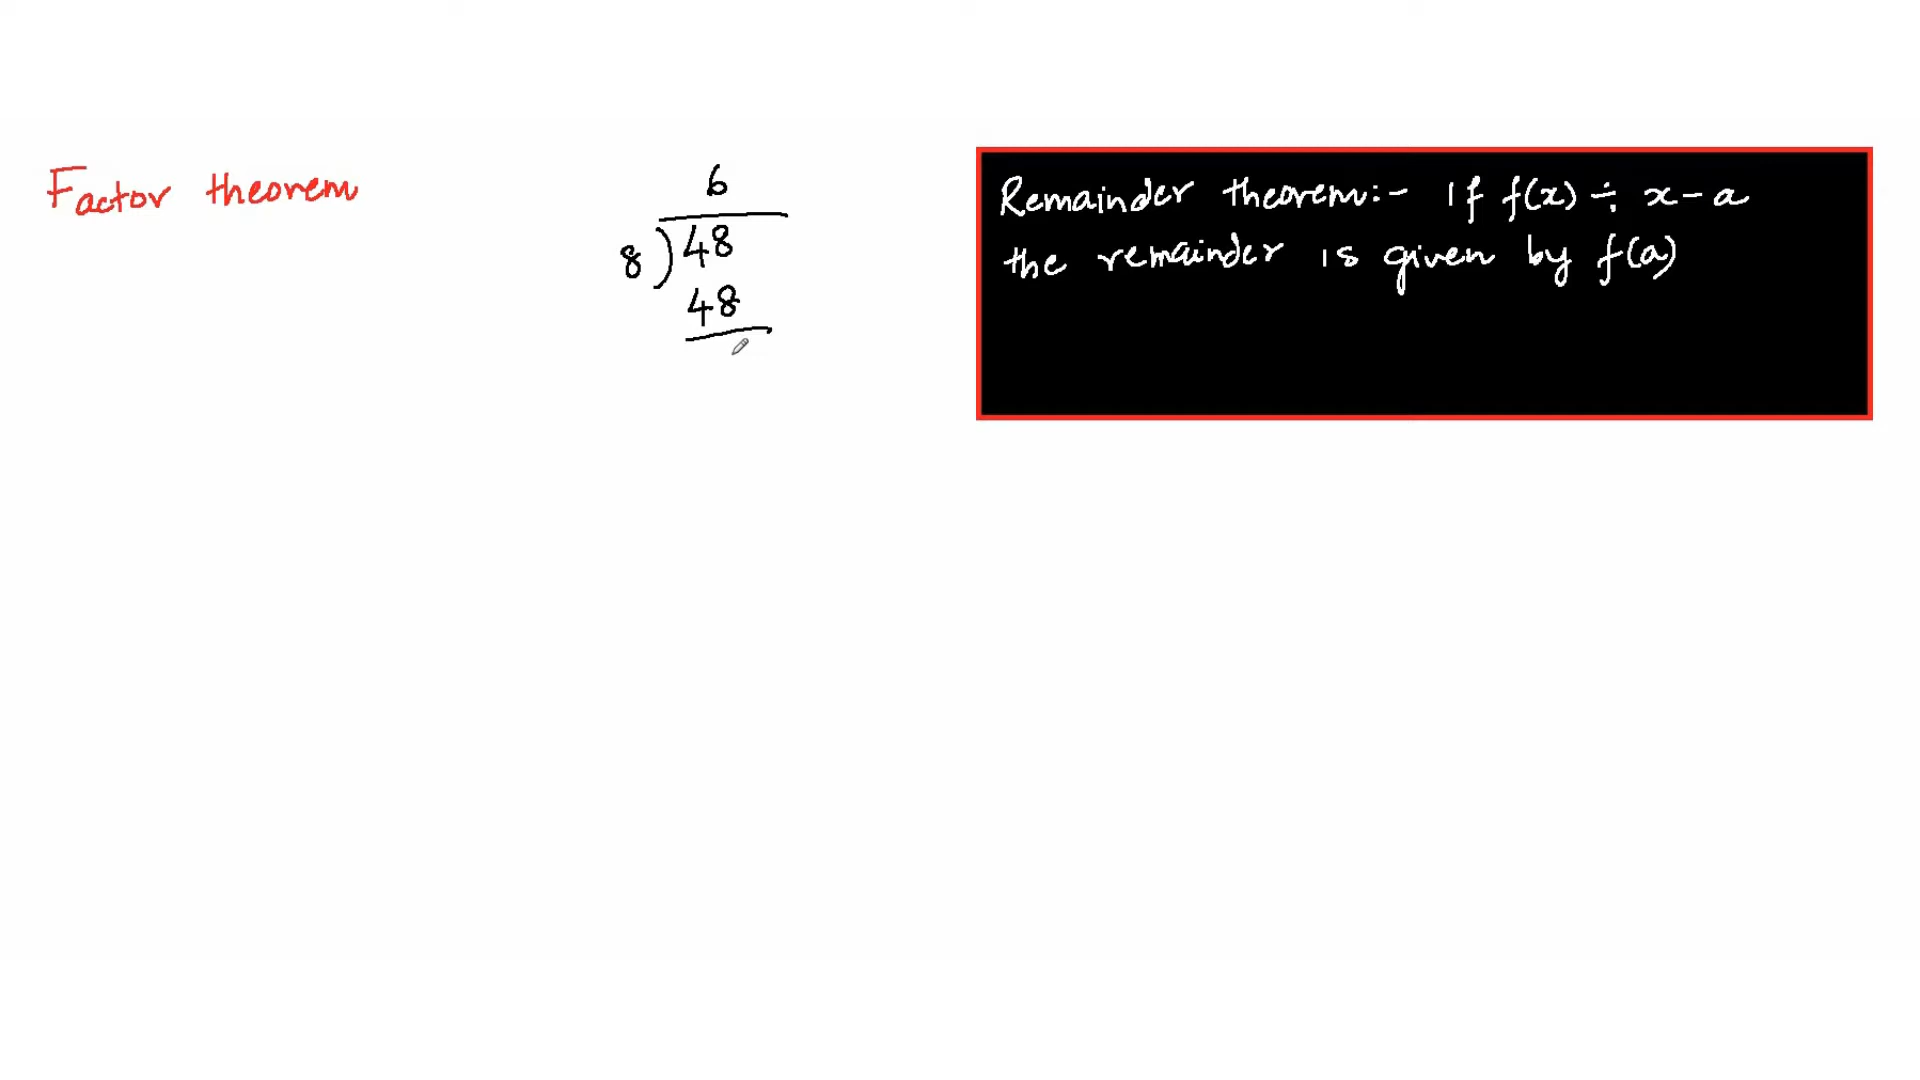 Factor theorem
6
8)48
48
Remainder theorem:- If f(x) ÷ x-a
the remainder is given by f(a)